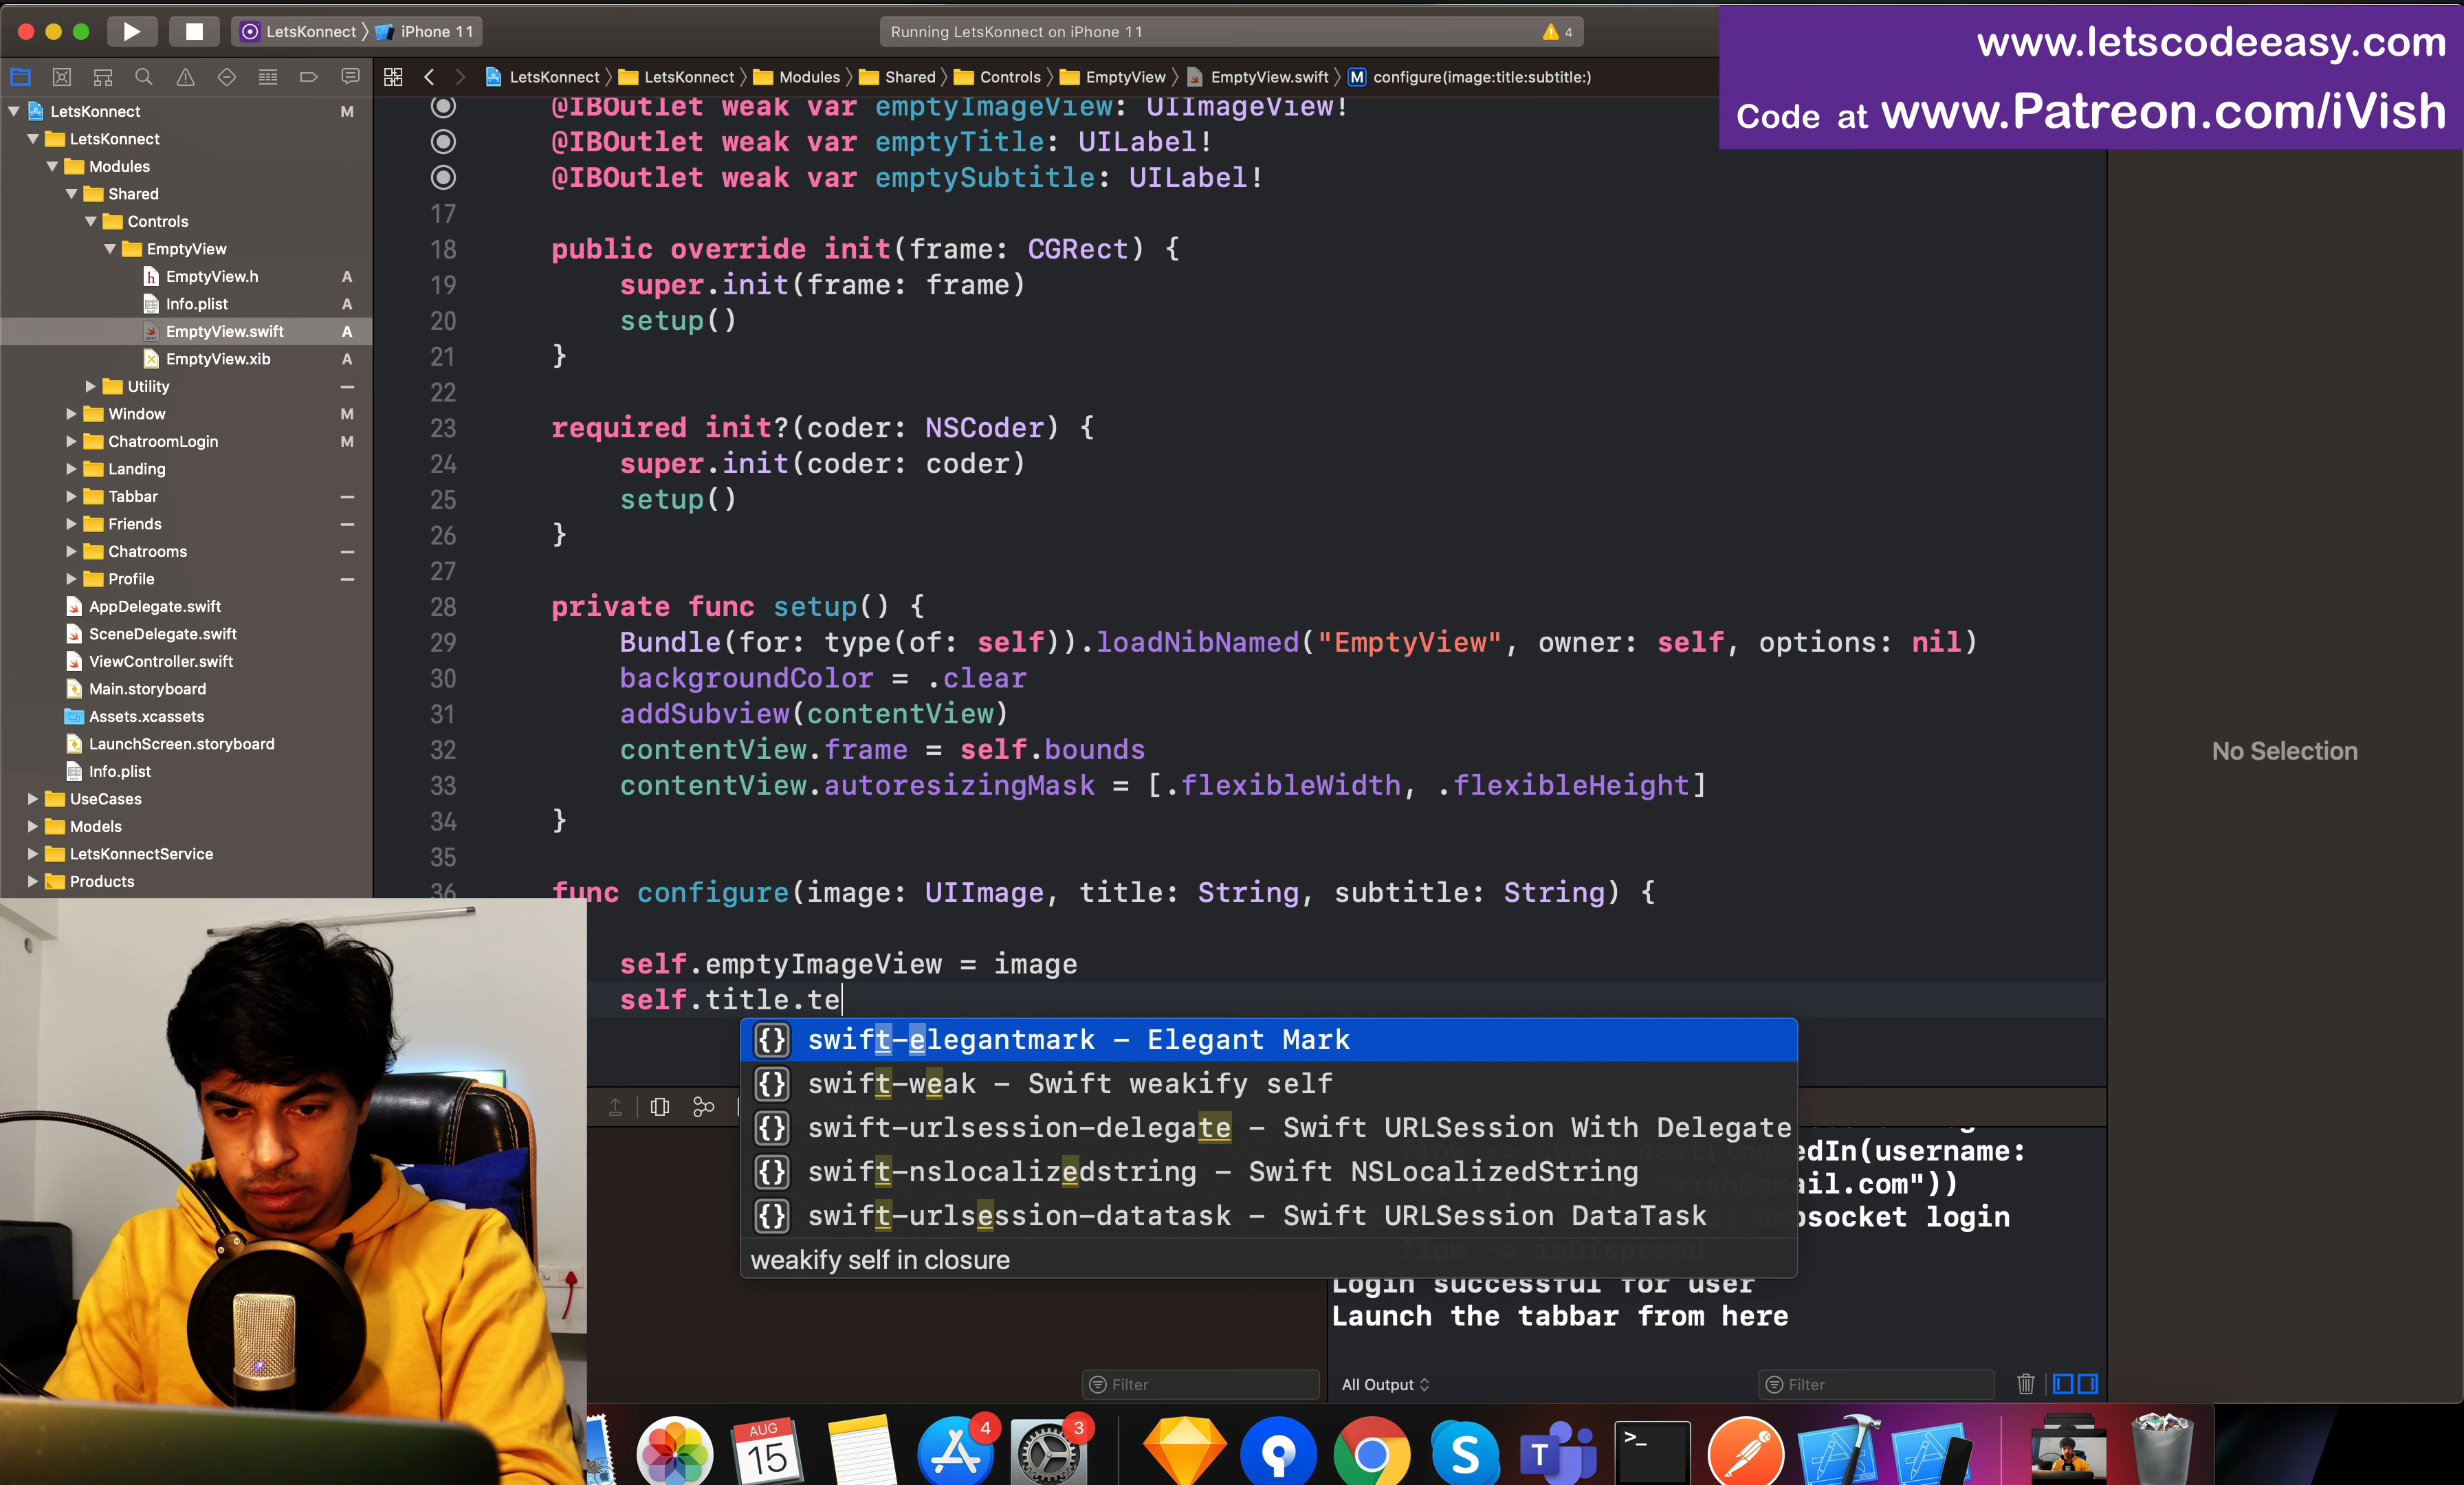 LetsKonnect
iPhone 11
Running LetsKonnect on iPhone 11
4
www.letscodeeasy.com
Code at www.Patreon.com/iVish
LetsKonnect
LetsKonnect
Modules
Shared
Controls
EmptyView
EmptyView.swift
M
configure(image:title:subtitle:)
LetsKonnect M
LetsKonnect
Modules
Shared
Controls
EmptyView
EmptyView.h A
Info.plist A
EmptyView.swift A
EmptyView.xib A
Utility
Window M
ChatroomLogin M
Landing
Tabbar
Friends
Chatrooms
Profile
AppDelegate.swift
SceneDelegate.swift
ViewController.swift
Main.storyboard
Assets.xcassets
LaunchScreen.storyboard
Info.plist
UseCases
Models
LetsKonnectService
Products
@IBOutlet weak var emptyImageView: UIImageView!
@IBOutlet weak var emptyTitle: UILabel!
@IBOutlet weak var emptySubtitle: UILabel!
17
18 public override init(frame: CGRect) {
19 super.init(frame: frame)
20 setup()
21 }
22
23 required init?(coder: NSCoder) {
24 super.init(coder: coder)
25 setup()
26 }
27
28 private func setup() {
29 Bundle(for: type(of: self)).loadNibNamed("EmptyView", owner: self, options: nil)
30 backgroundColor = .clear
31 addSubview(contentView)
32 contentView.frame = self.bounds
33 contentView.autoresizingMask = [.flexibleWidth, .flexibleHeight]
34 }
35
36 func configure(image: UIImage, title: String, subtitle: String) {
self.emptyImageView = image
self.title.te
{} swift-elegantmark – Elegant Mark
{} swift-weak – Swift weakify self
{} swift-urlsession-delegate – Swift URLSession With Delegate
{} swift-nslocalizedstring – Swift NSLocalizedString
{} swift-urlsession-datatask – Swift URLSession DataTask
weakify self in closure
No Selection
edIn(username:
ail.com"))
bsocket login
flow -> isDisposed
Login successful for user
Launch the tabbar from here
Filter
All Output
Filter
AUG
15
4
3
S
T
>_